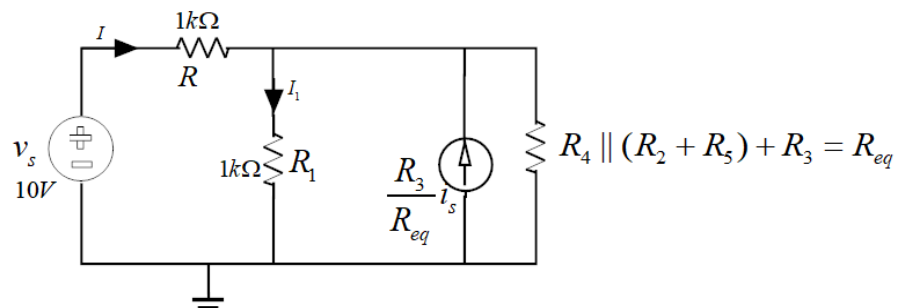 1kΩ
I
R
I₁
v_s
10V
1kΩ
R₁
R₃/R_eq i_s
R₄ || (R₂ + R₅) + R₃ = R_eq